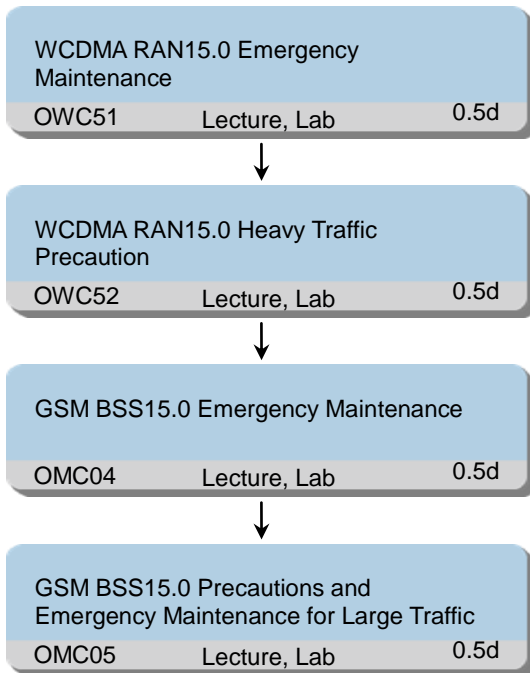 WCDMA RAN15.0 Emergency
Maintenance
OWC51 Lecture, Lab 0.5d
WCDMA RAN15.0 Heavy Traffic
Precaution
OWC52 Lecture, Lab 0.5d
GSM BSS15.0 Emergency Maintenance
OMC04 Lecture, Lab 0.5d
GSM BSS15.0 Precautions and
Emergency Maintenance for Large Traffic
OMC05 Lecture, Lab 0.5d